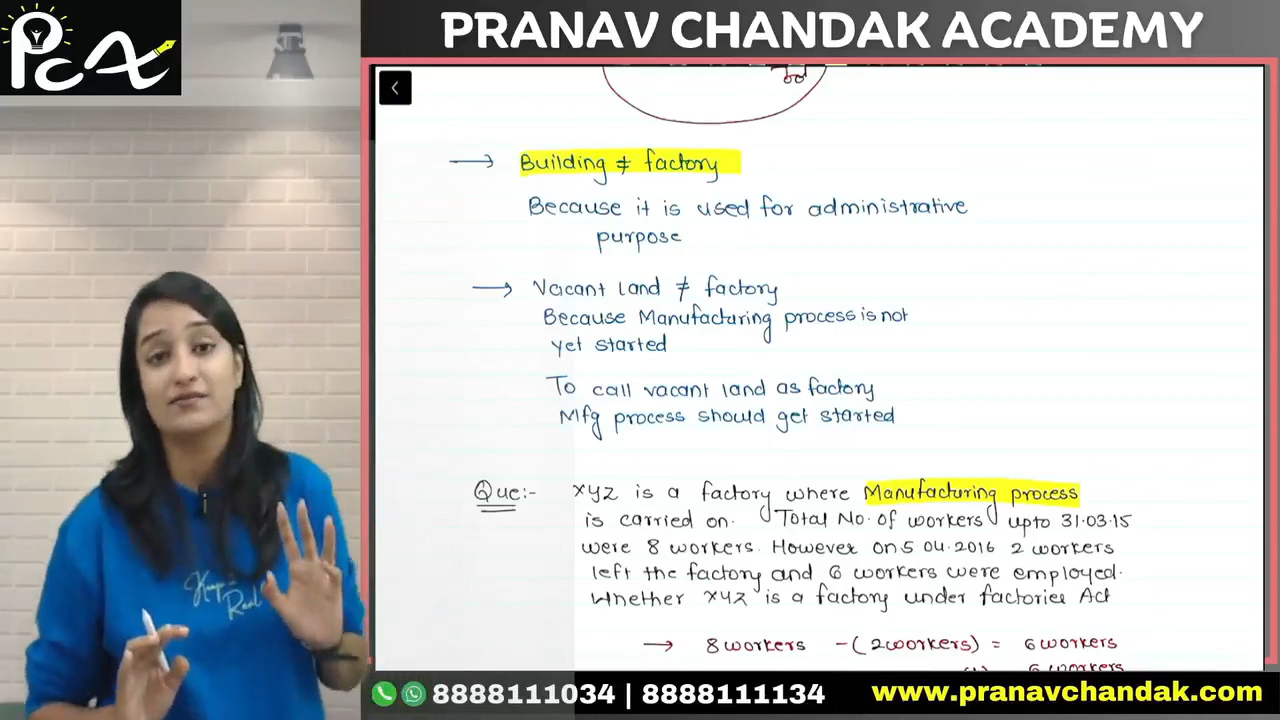 PCA
PRANAV CHANDAK ACADEMY
→ Building ≠ factory
Because it is used for administrative
purpose
→ Vacant land ≠ factory
Because Manufacturing process is not
yet started
To call vacant land as factory
Mfg process should get started
Que:- XYZ is a factory where Manufacturing process
is carried on. Total No. of workers upto 31.03.15
were 8 workers. However on 5 04.2016 2 workers
left the factory and 6 workers were employed.
Whether XYZ is a factory under factories Act
→ 8 workers -(2 workers) = 6 workers
6 workers
8888111034 | 8888111134
www.pranavchandak.com